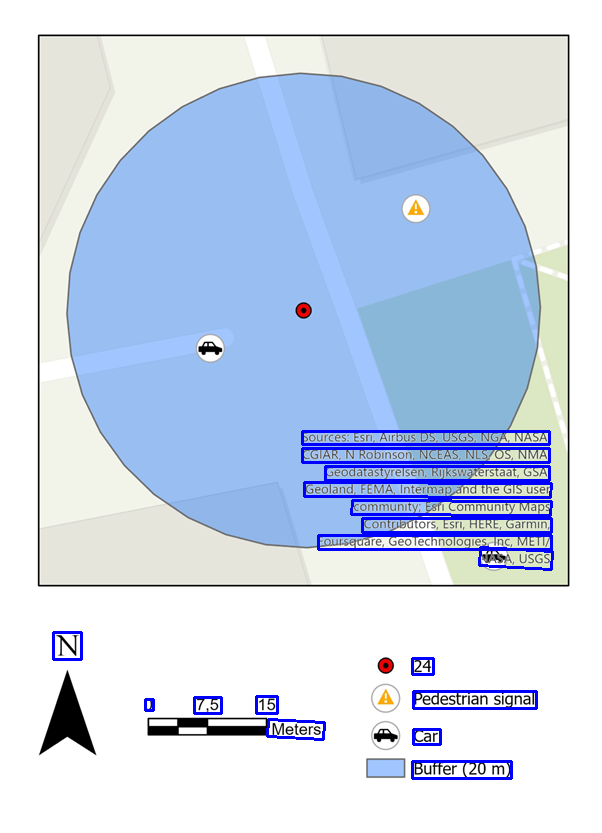 Sources: Esri, Airbus DS, USGS, NGA, NASA
CGIAR, N Robinson, NCEAS, NLS, OS, NMA
Geodatastyrelsen, Rijkswaterstaat, GSA
Geoland, FEMA, Intermap and the GIS user
community; Esri Community Maps
Contributors, Esri, HERE, Garmin,
Foursquare, GeoTechnologies, Inc, METI/
NASA, USGS
N
24
0 7,5 15
Pedestrian signal
Meters
Car
Buffer (20 m)